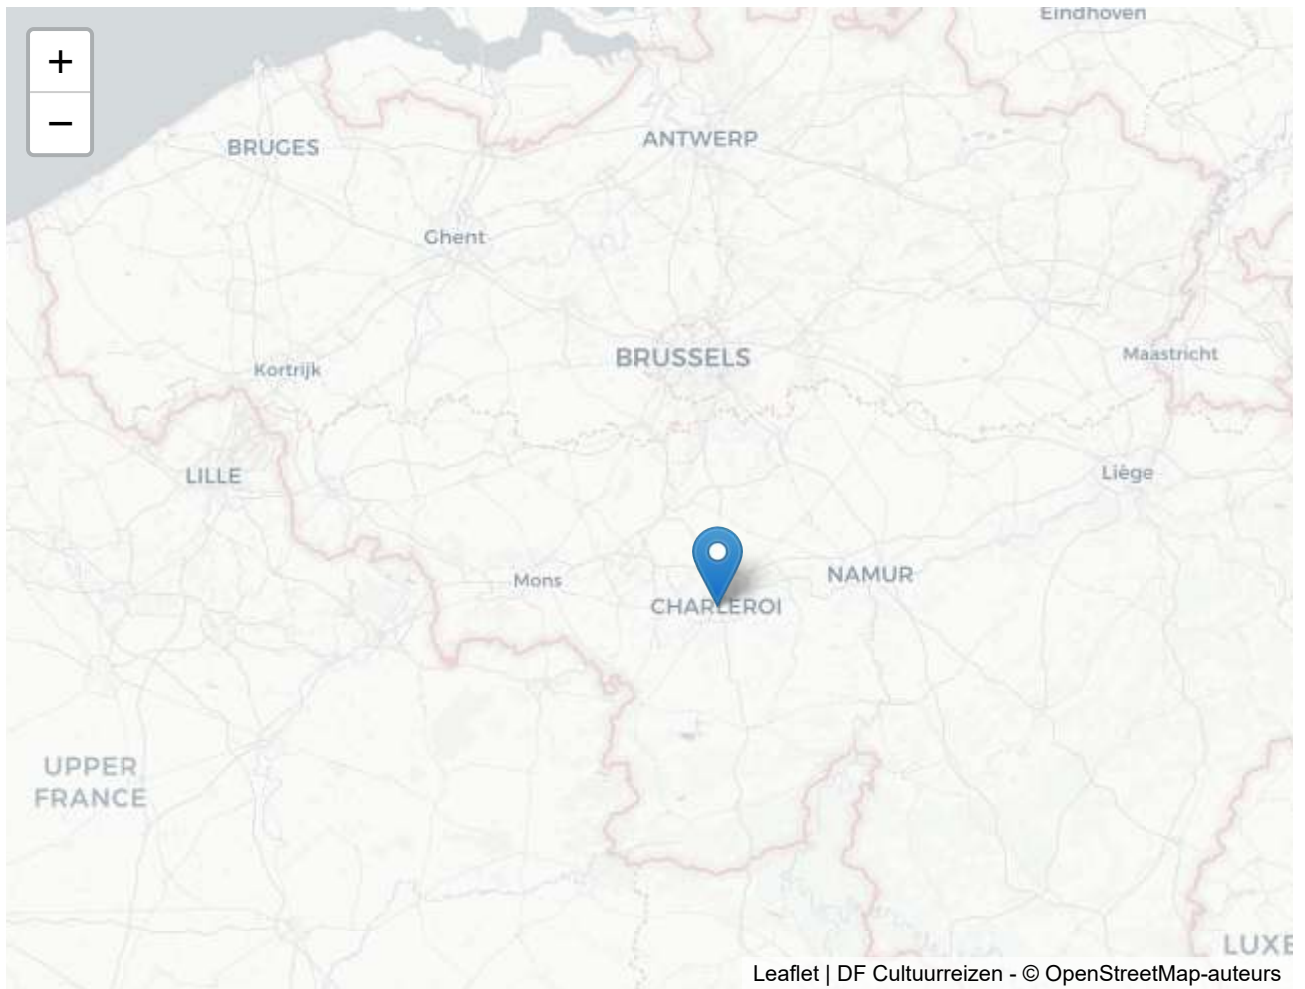 +
−
Eindhoven
BRUGES
ANTWERP
Ghent
BRUSSELS
Maastricht
Kortrijk
LILLE
Liège
Mons
NAMUR
CHARLEROI
UPPER
FRANCE
LUXE
Leaflet | DF Cultuurreizen - © OpenStreetMap-auteurs